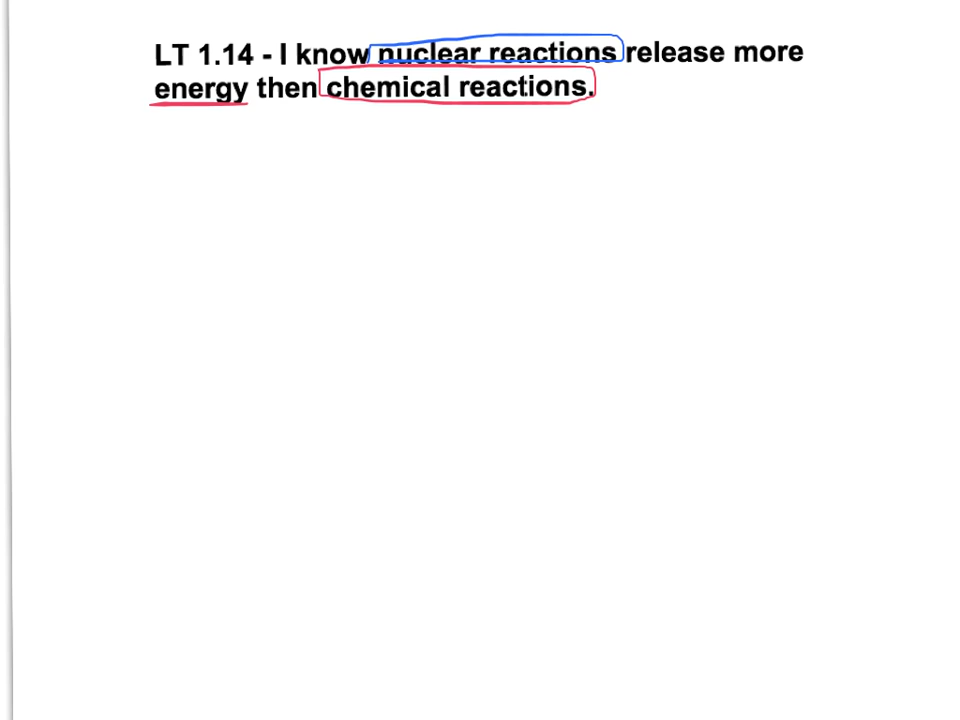 LT 1.14 - I know nuclear reactions release more
energy then chemical reactions.